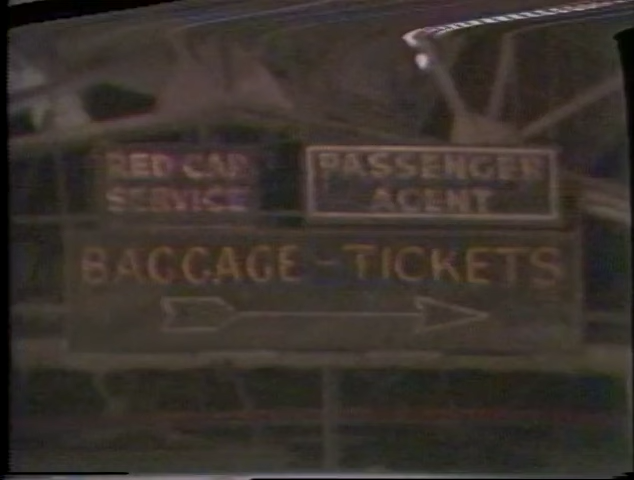 RED CAP
SERVICE
PASSENGER
AGENT
BAGGAGE - TICKETS